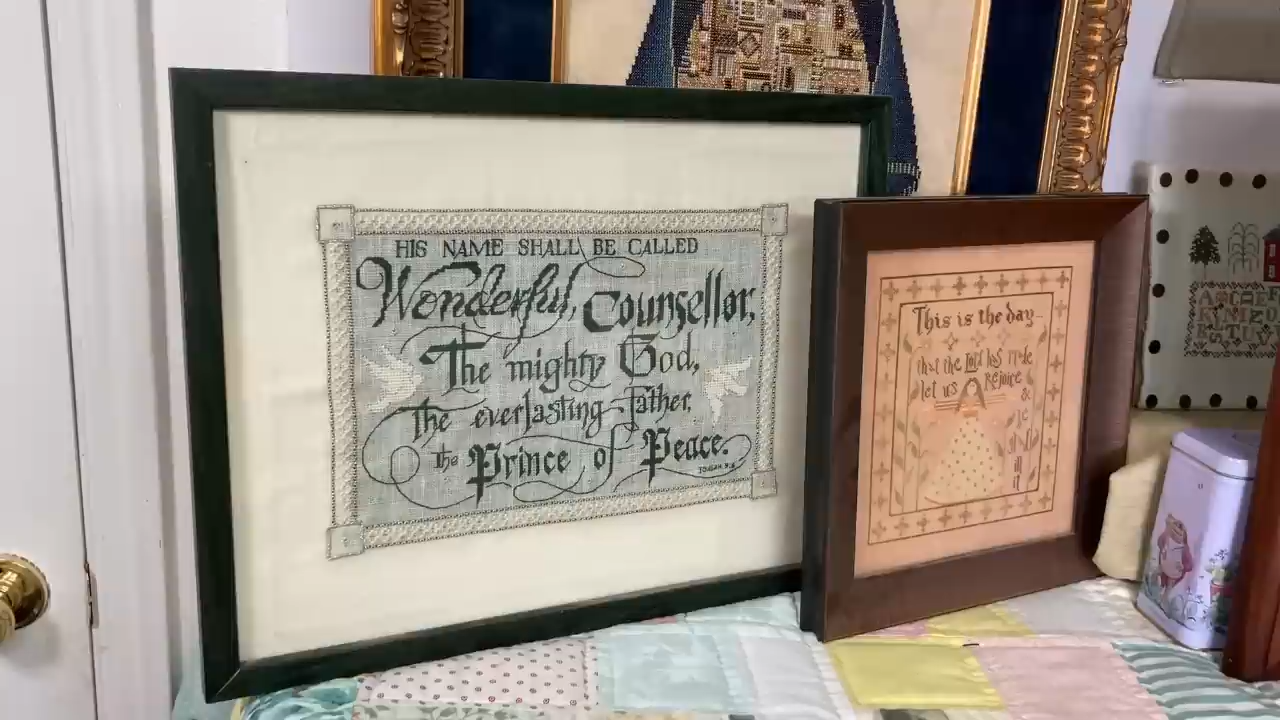 HIS NAME SHALL BE CALLED
Wonderful, Counsellor,
The mighty God,
The everlasting Father,
The Prince of Peace.
This is the day
that the Lord has made
let us Rejoice
&